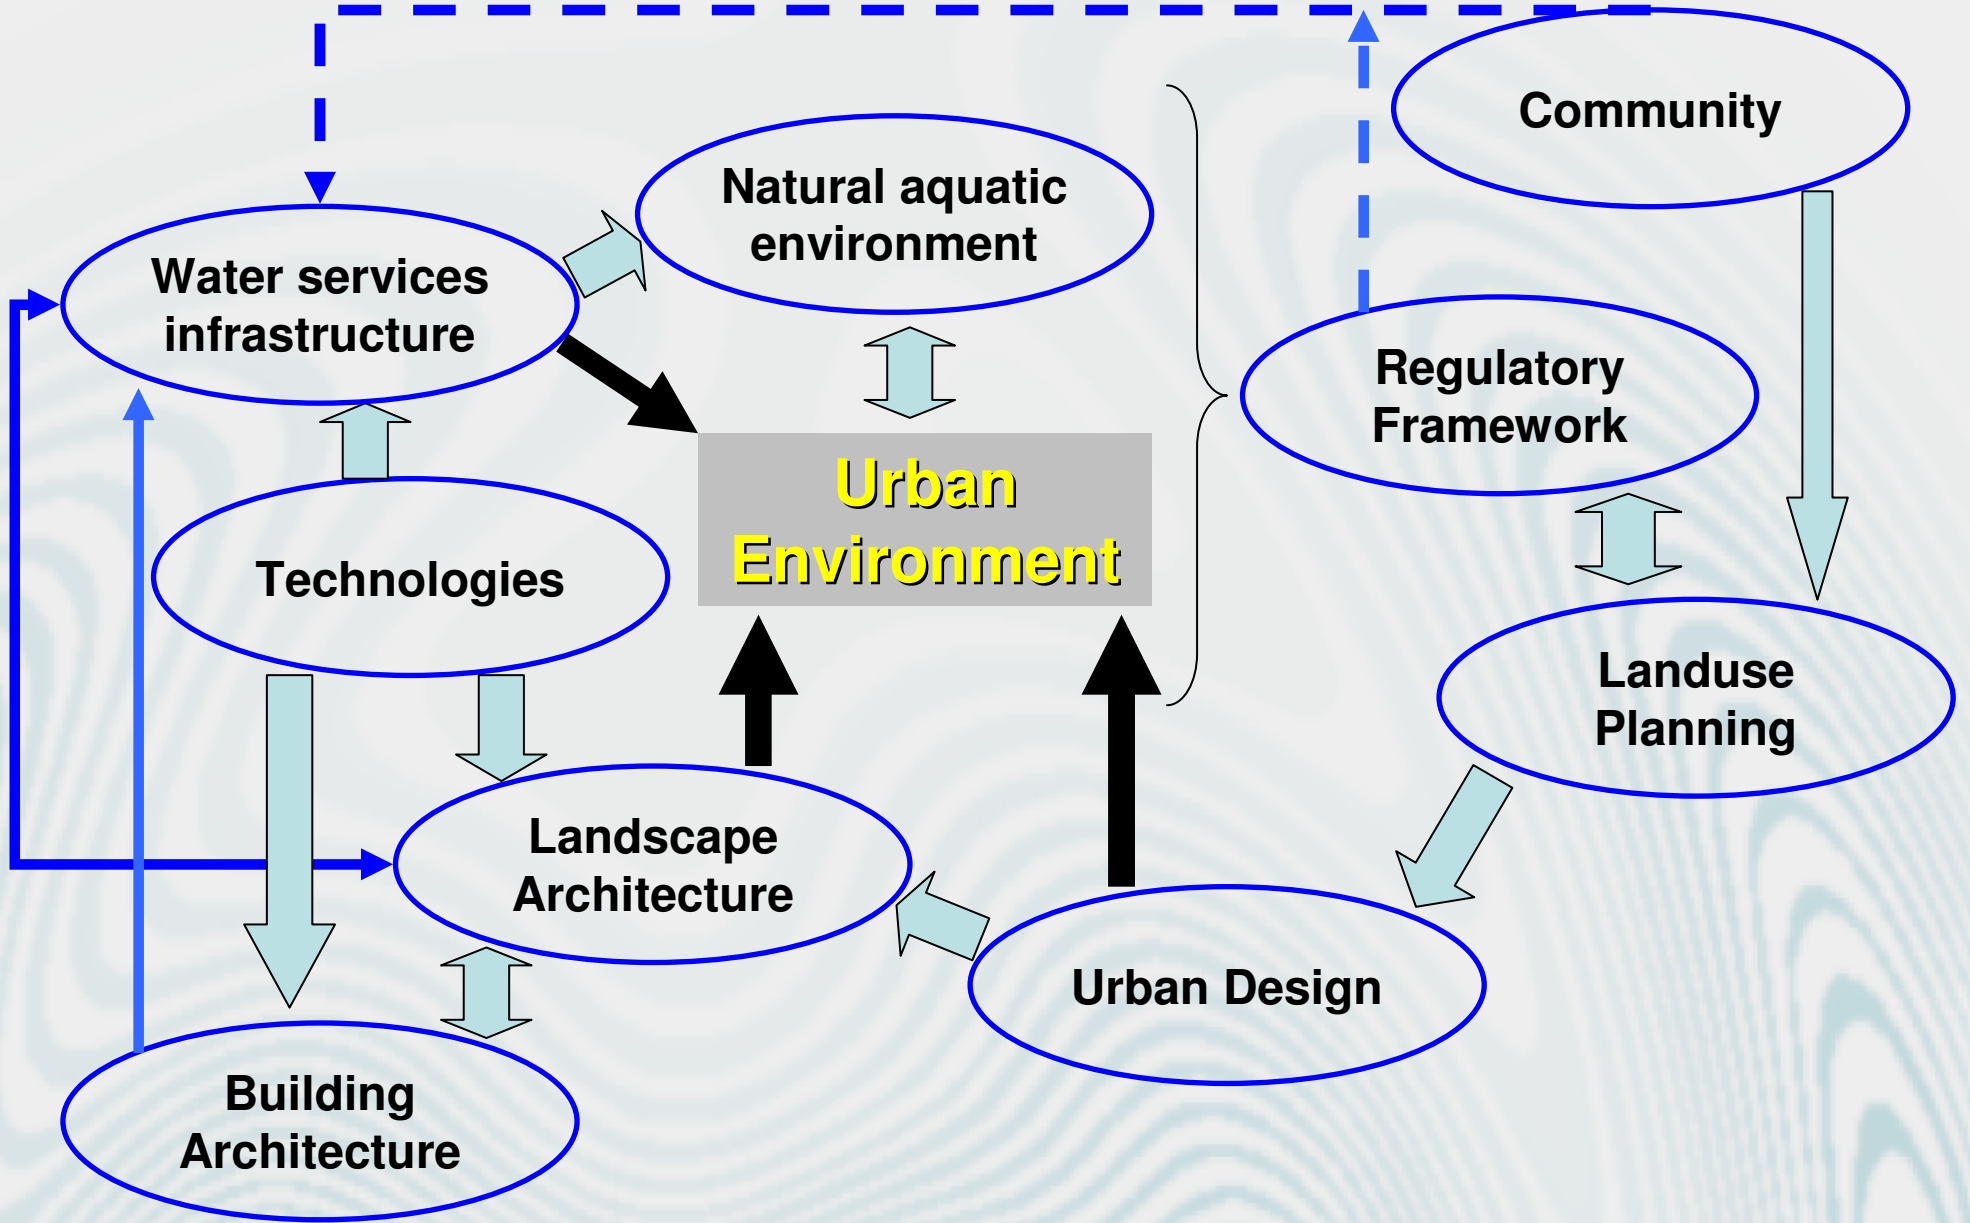 Community
Natural aquatic
environment
Water services
infrastructure
Regulatory
Framework
Urban
Environment
Technologies
Landuse
Planning
Landscape
Architecture
Urban Design
Building
Architecture